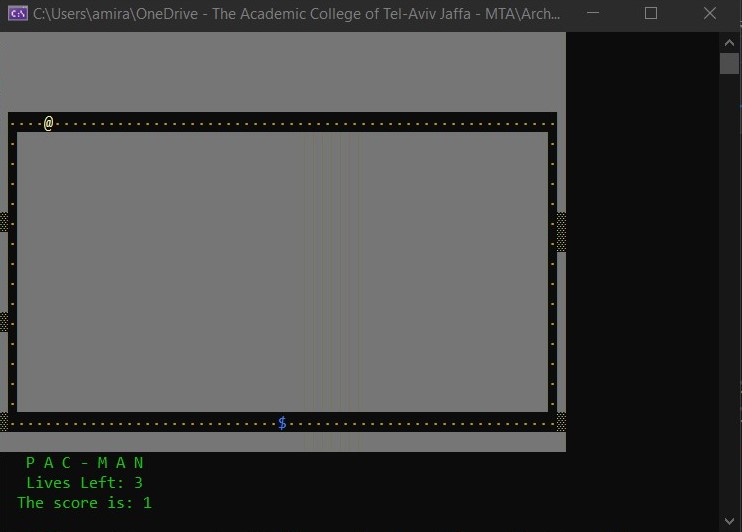 C:\Users\amira\OneDrive - The Academic College of Tel-Aviv Jaffa - MTA\Arch...
@
$
P A C - M A N
Lives Left: 3
The score is: 1